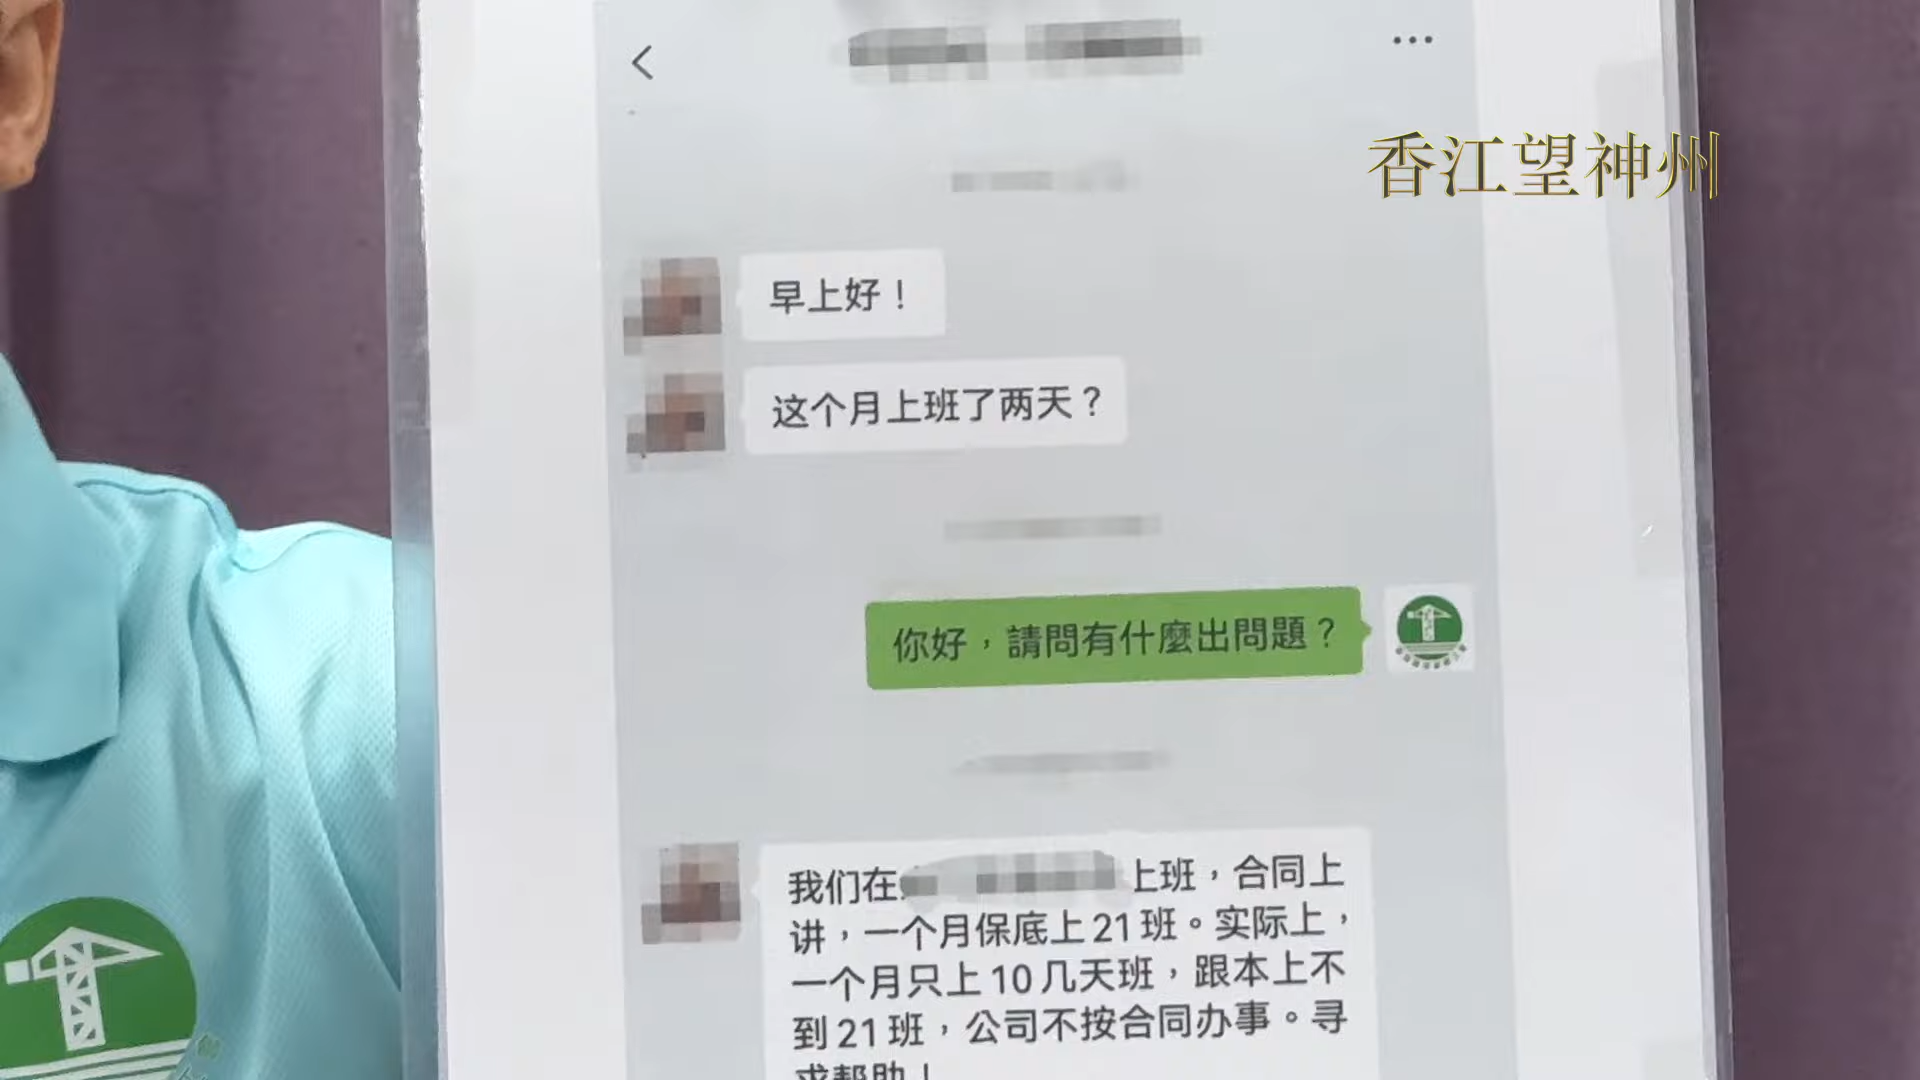 香江望神州
早上好！
这个月上班了两天？
你好，請問有什麼出問題？
我们在 上班，合同上
讲，一个月保底上21班。实际上，
一个月只上10几天班，跟本上不
到21班，公司不按合同办事。寻
求帮助！